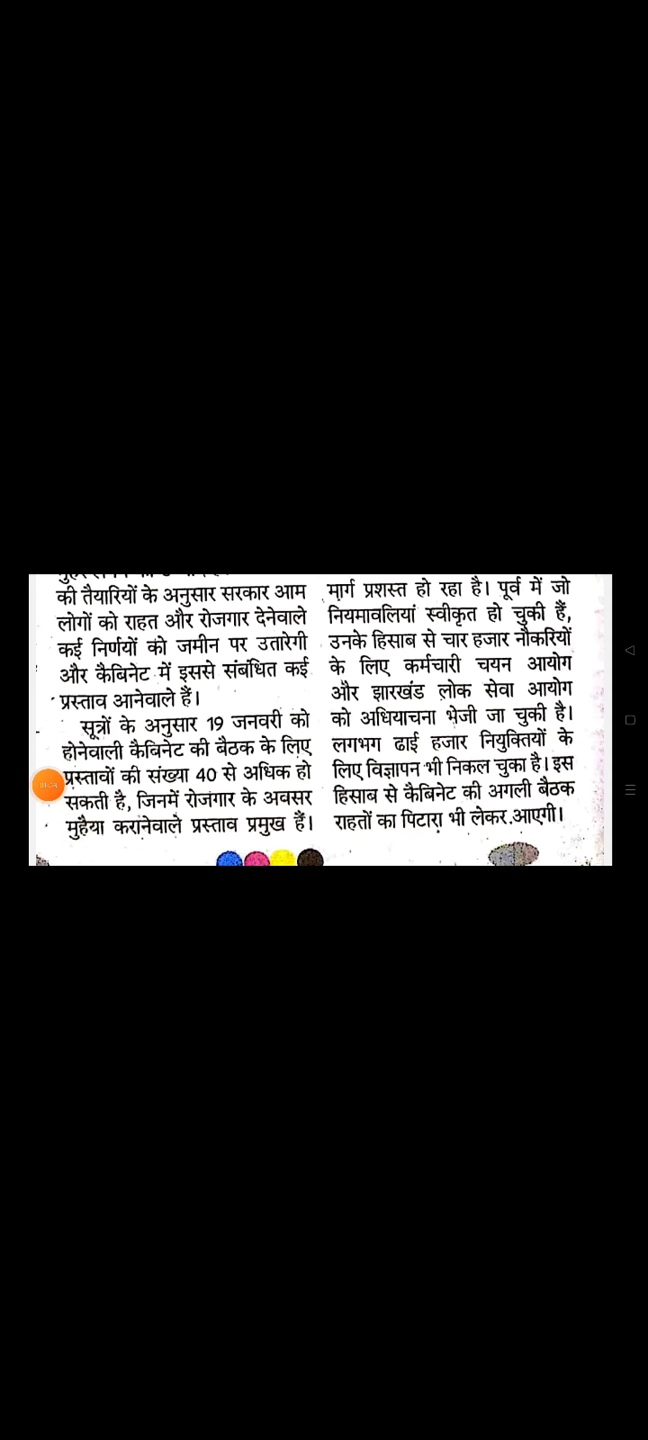 की तैयारियों के अनुसार सरकार आम
लोगों को राहत और रोजगार देनेवाले
कई निर्णयों को जमीन पर उतारेगी
और कैबिनेट में इससे संबंधित कई
प्रस्ताव आनेवाले हैं।
सूत्रों के अनुसार 19 जनवरी को
होनेवाली कैबिनेट की बैठक के लिए
प्रस्तावों की संख्या 40 से अधिक हो
सकती है, जिनमें रोजगार के अवसर
मुहैया करानेवाले प्रस्ताव प्रमुख हैं।
मार्ग प्रशस्त हो रहा है। पूर्व में जो
नियमावलियां स्वीकृत हो चुकी हैं,
उनके हिसाब से चार हजार नौकरियों
के लिए कर्मचारी चयन आयोग
और झारखंड लोक सेवा आयोग
को अधियाचना भेजी जा चुकी है।
लगभग ढाई हजार नियुक्तियों के
लिए विज्ञापन भी निकल चुका है। इस
हिसाब से कैबिनेट की अगली बैठक
राहतों का पिटारा भी लेकर आएगी।